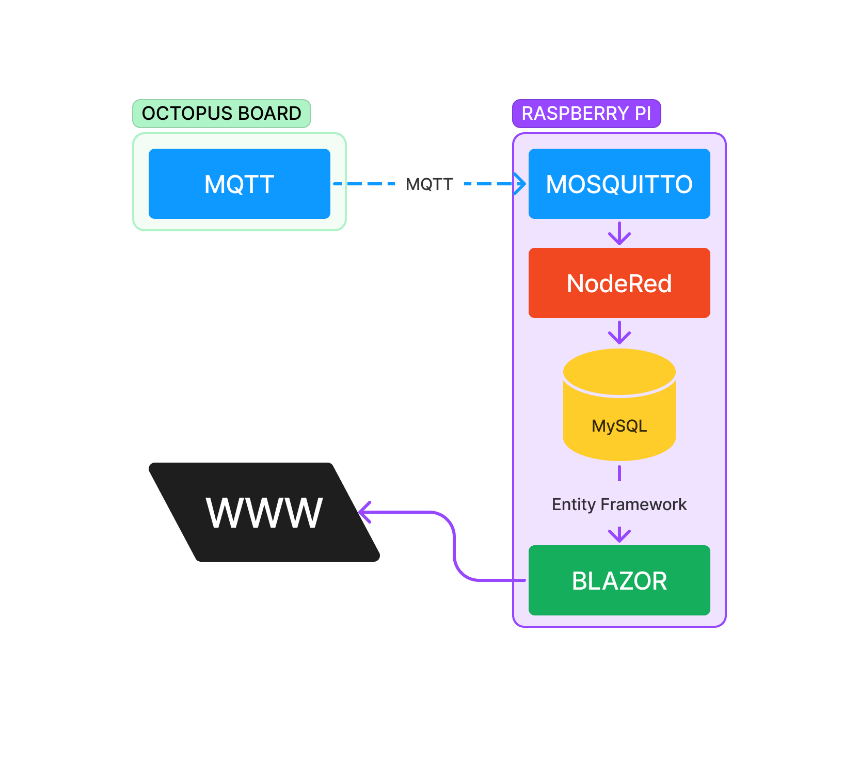 OCTOPUS BOARD
RASPBERRY PI
MQTT
MQTT
MOSQUITTO
NodeRed
MySQL
Entity Framework
BLAZOR
WWW